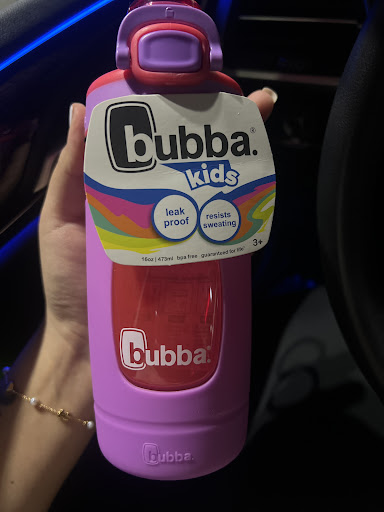 bubba.®
kids
leak
proof
resists
sweating
16oz | 473ml bpa free guaranteed for life
3+
bubba.
bubba.